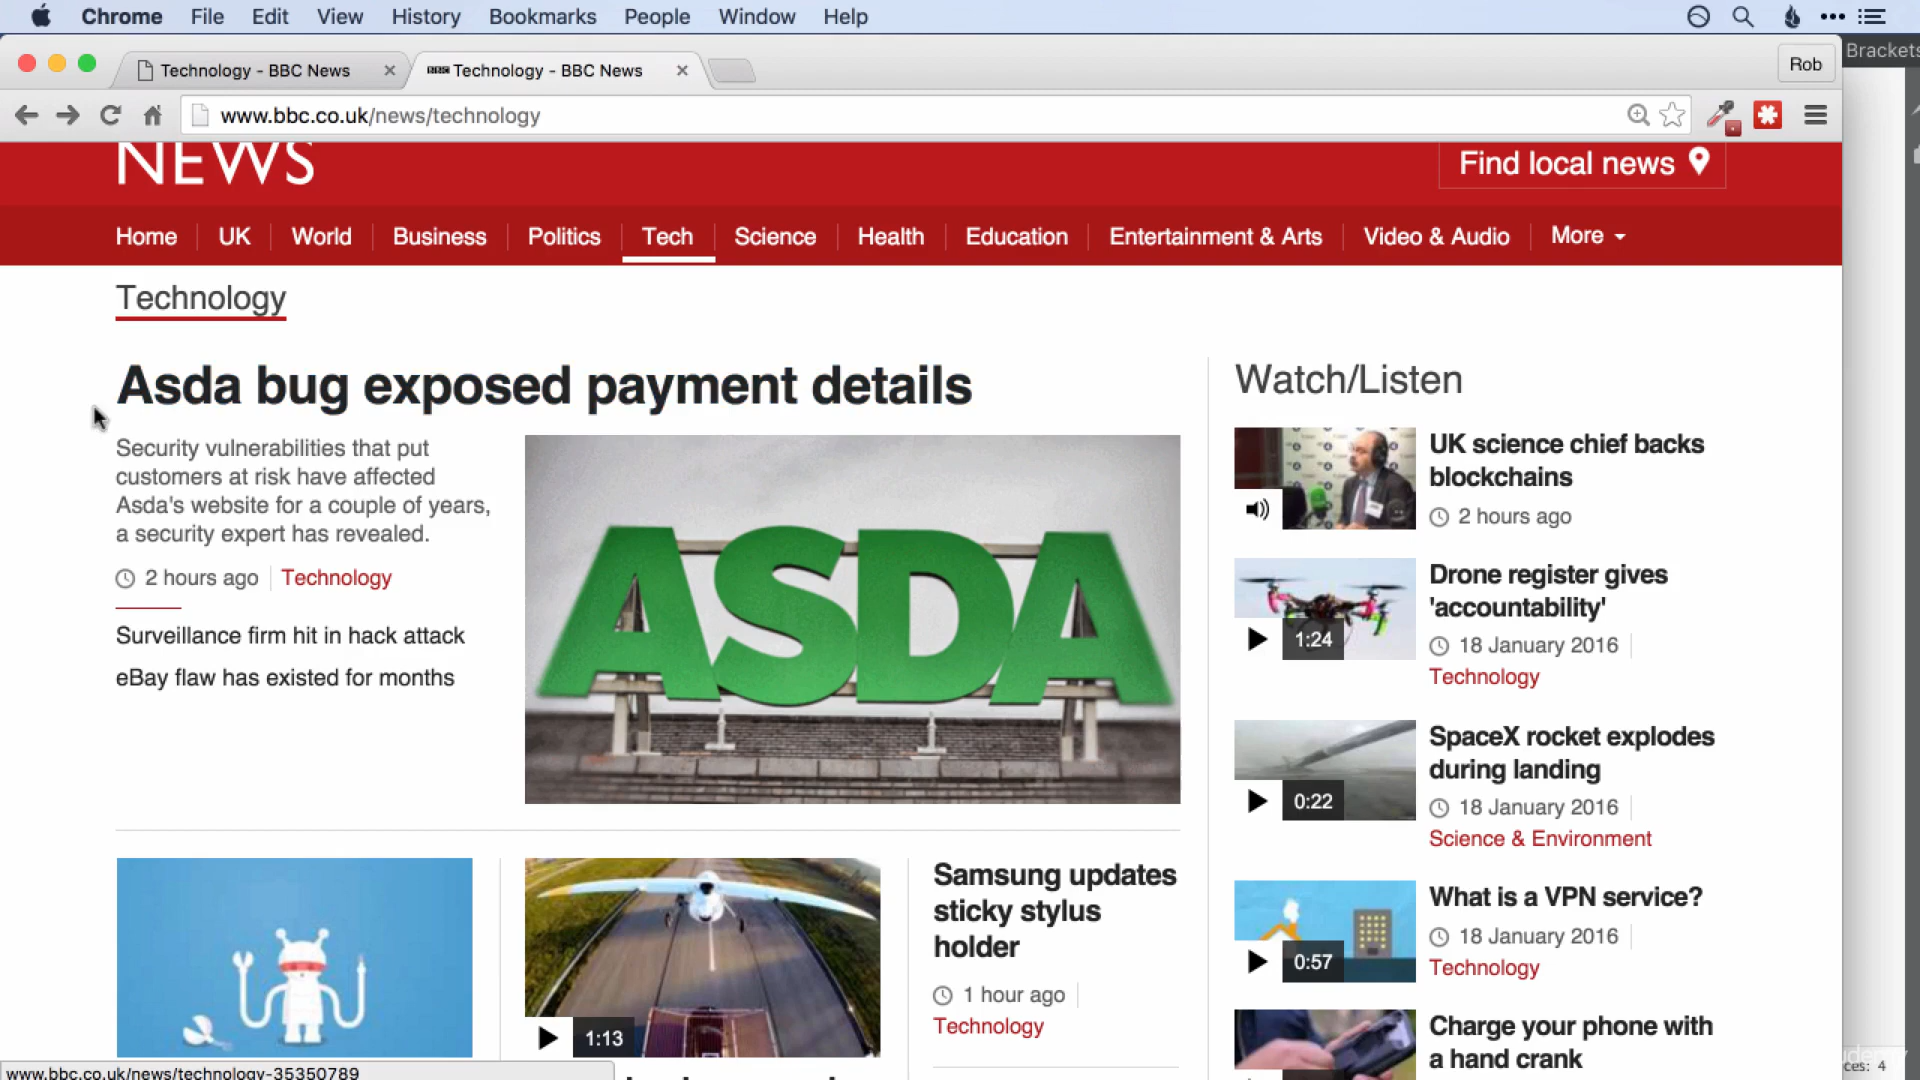 Chrome File Edit View History Bookmarks People Window Help
Brackets
Technology - BBC News
BBC Technology - BBC News
Rob
www.bbc.co.uk/news/technology
NEWS
Find local news
Home UK World Business Politics Tech Science Health Education Entertainment & Arts Video & Audio More
Technology
Asda bug exposed payment details
Security vulnerabilities that put
customers at risk have affected
Asda's website for a couple of years,
a security expert has revealed.
2 hours ago Technology
Surveillance firm hit in hack attack
eBay flaw has existed for months
ASDA
1:13
Samsung updates
sticky stylus
holder
1 hour ago
Technology
Watch/Listen
UK science chief backs
blockchains
2 hours ago
1:24
Drone register gives
'accountability'
18 January 2016
Technology
0:22
SpaceX rocket explodes
during landing
18 January 2016
Science & Environment
0:57
What is a VPN service?
18 January 2016
Technology
Charge your phone with
a hand crank
www.bbc.co.uk/news/technology-35350789
ces: 4